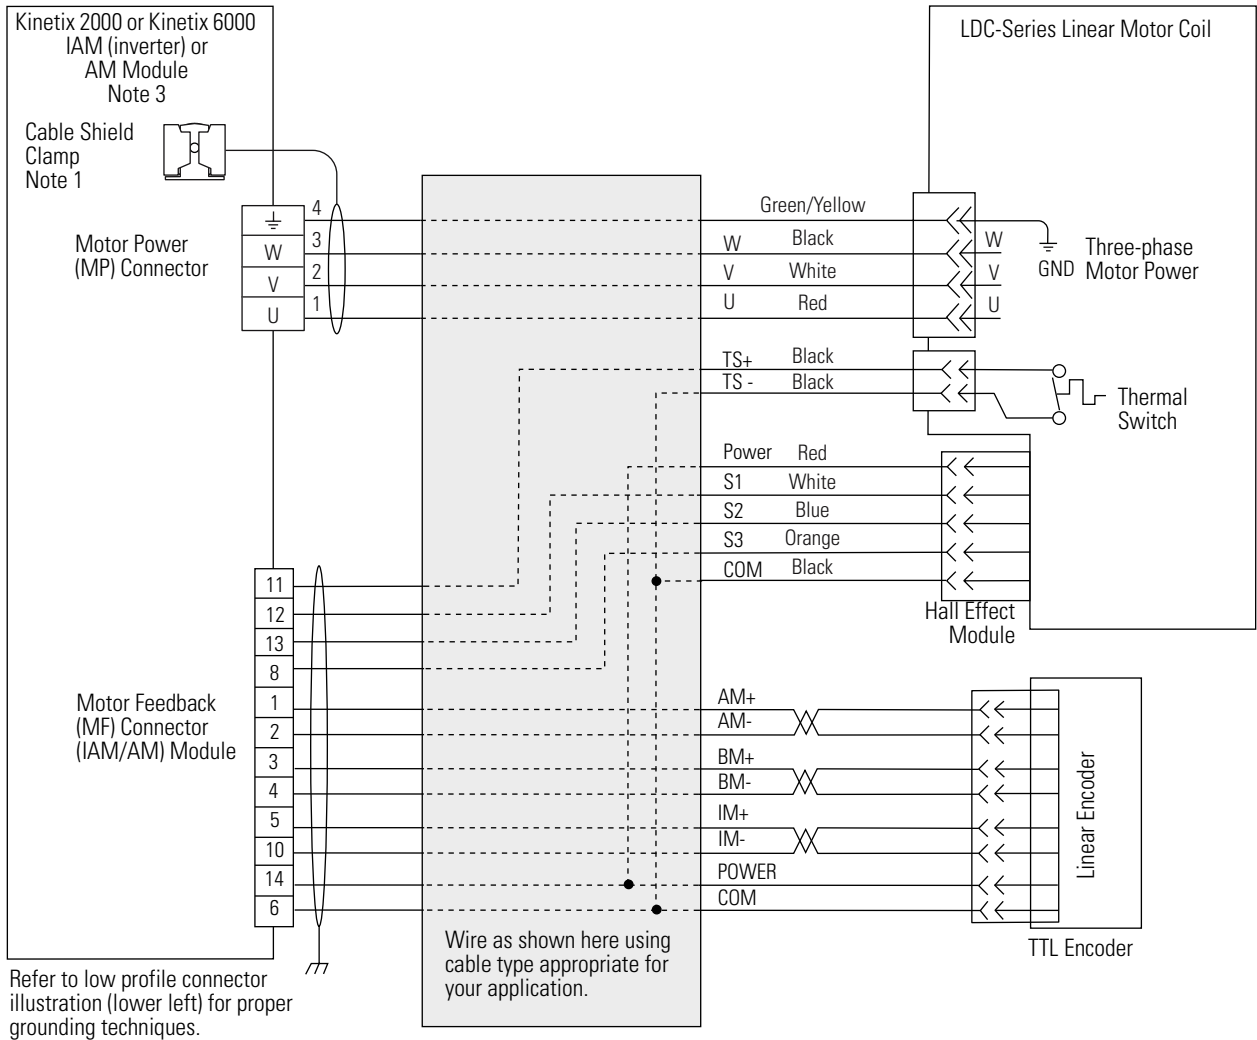 Kinetix 2000 or Kinetix 6000
IAM (inverter) or
AM Module
Note 3
LDC-Series Linear Motor Coil
Cable Shield
Clamp
Note 1
Motor Power
(MP) Connector
4
W 3
V 2
U 1
Green/Yellow
W Black
V White
U Red
W
V
U
GND
Three-phase
Motor Power
TS+ Black
TS - Black
Thermal
Switch
Power Red
S1 White
S2 Blue
S3 Orange
COM Black
Hall Effect
Module
Motor Feedback
(MF) Connector
(IAM/AM) Module
11
12
13
8
1
2
3
4
5
10
14
6
AM+
AM-
BM+
BM-
IM+
IM-
POWER
COM
Linear Encoder
TTL Encoder
Wire as shown here using
cable type appropriate for
your application.
Refer to low profile connector
illustration (lower left) for proper
grounding techniques.